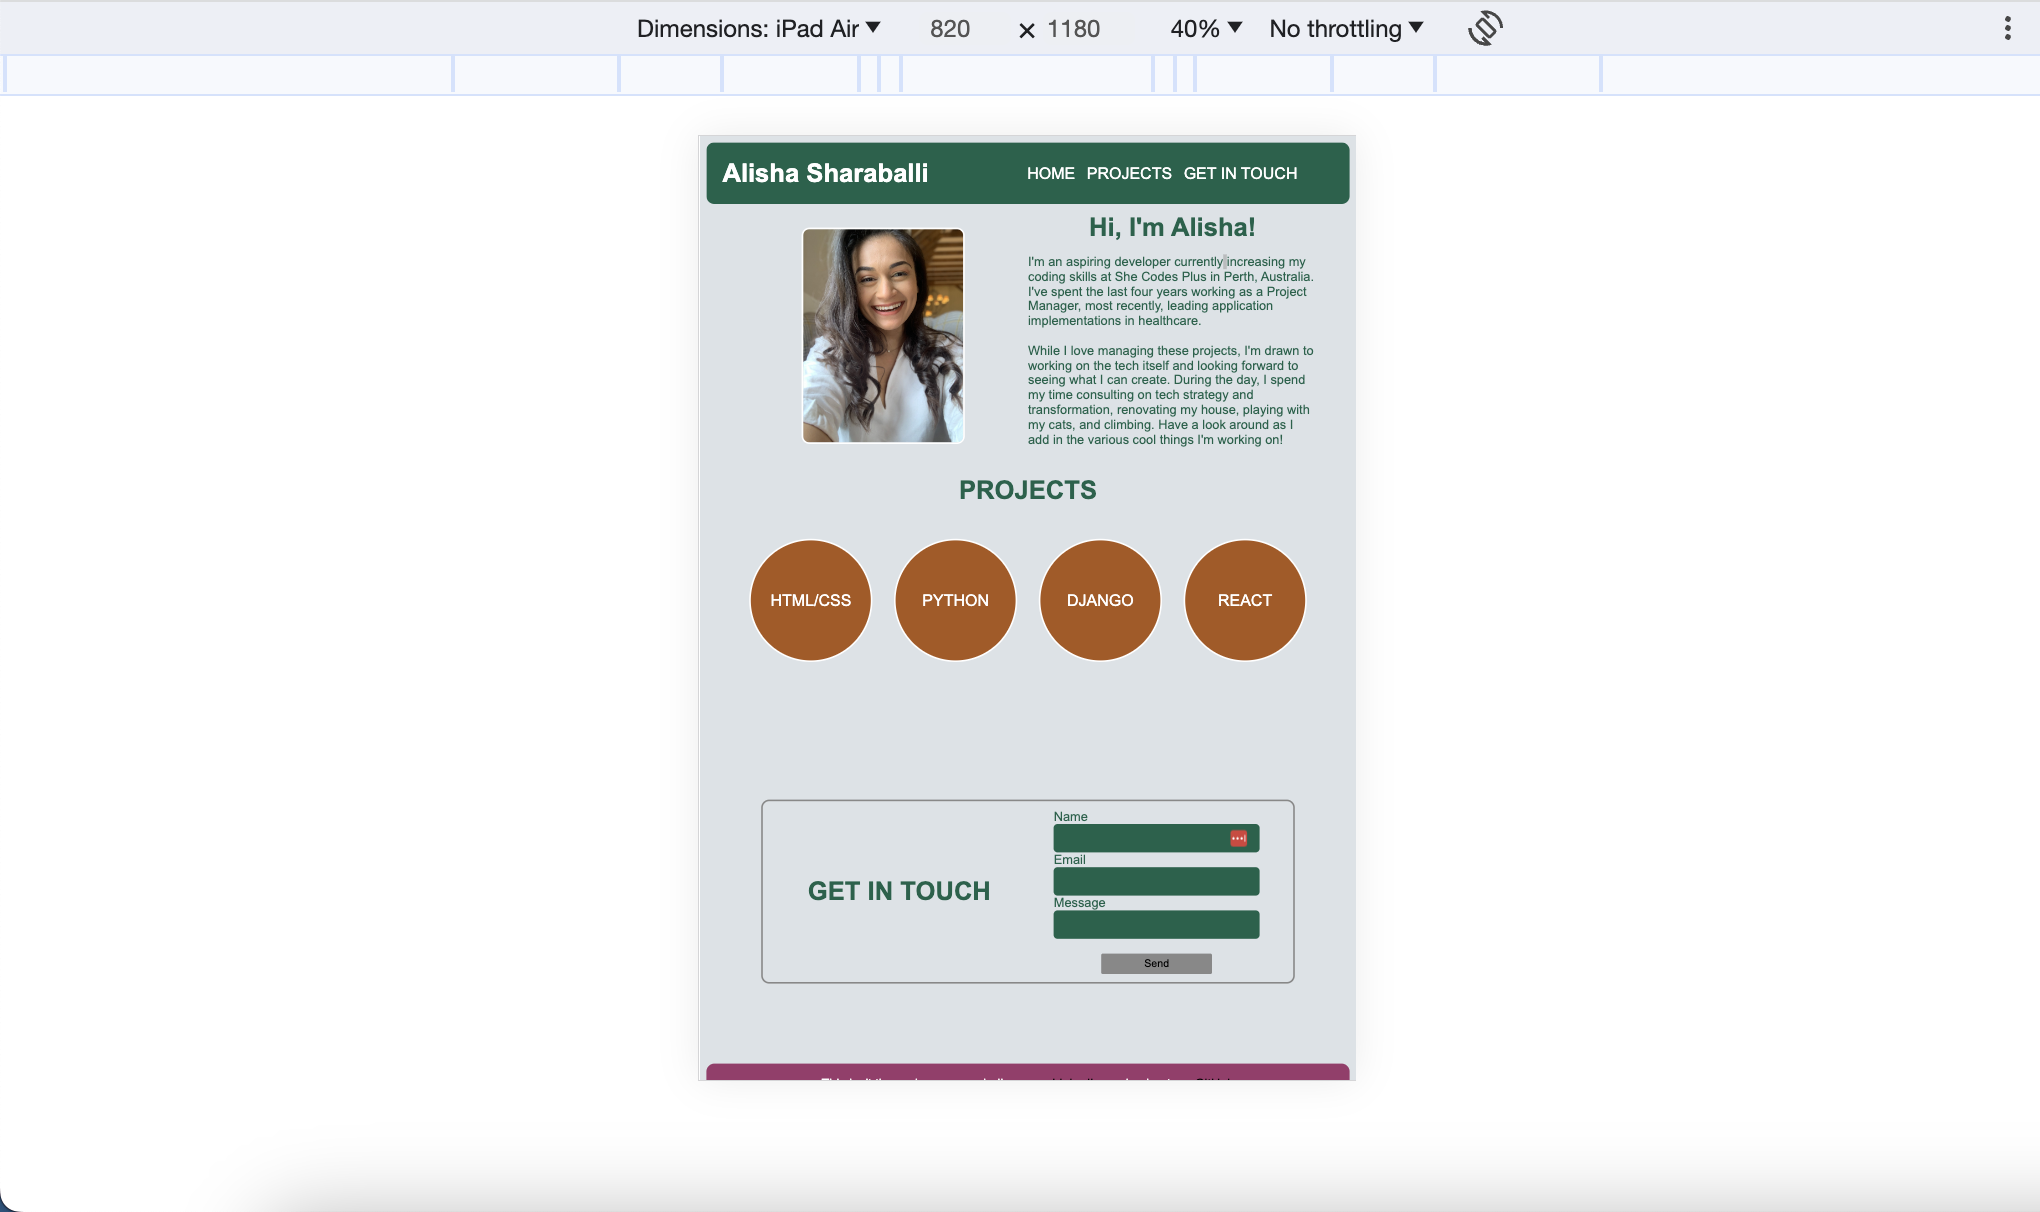 Dimensions: iPad Air 820 × 1180 40% No throttling
Alisha Sharaballi HOME PROJECTS GET IN TOUCH
Hi, I'm Alisha!
I'm an aspiring developer currently increasing my
coding skills at She Codes Plus in Perth, Australia.
I've spent the last four years working as a Project
Manager, most recently, leading application
implementations in healthcare.
While I love managing these projects, I'm drawn to
working on the tech itself and looking forward to
seeing what I can create. During the day, I spend
my time consulting on tech strategy and
transformation, renovating my house, playing with
my cats, and climbing. Have a look around as I
add in the various cool things I'm working on!
PROJECTS
HTML/CSS PYTHON DJANGO REACT
GET IN TOUCH
Name
Email
Message
Send